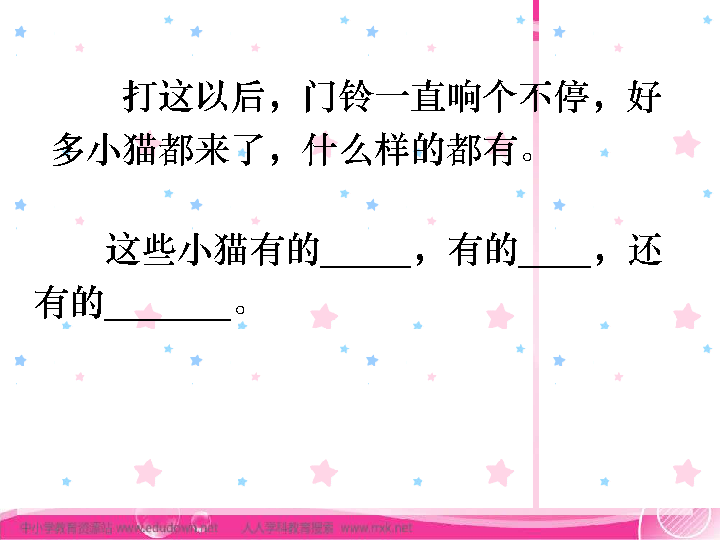 打这以后，门铃一直响个不停，好
多小猫都来了，什么样的都有。
这些小猫有的_____，有的____，还
有的_______。
中小学教育资源站 www.edudown.net 人人学科教育搜索 www.rrxk.net